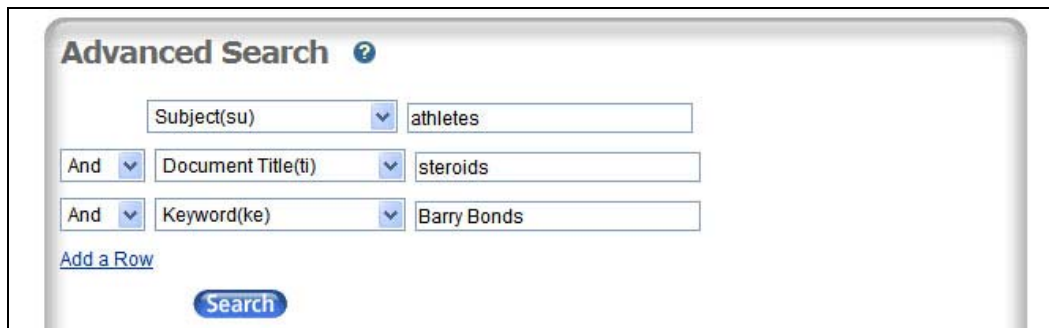 Advanced Search ?
Subject(su) athletes
And Document Title(ti) steroids
And Keyword(ke) Barry Bonds
Add a Row
Search